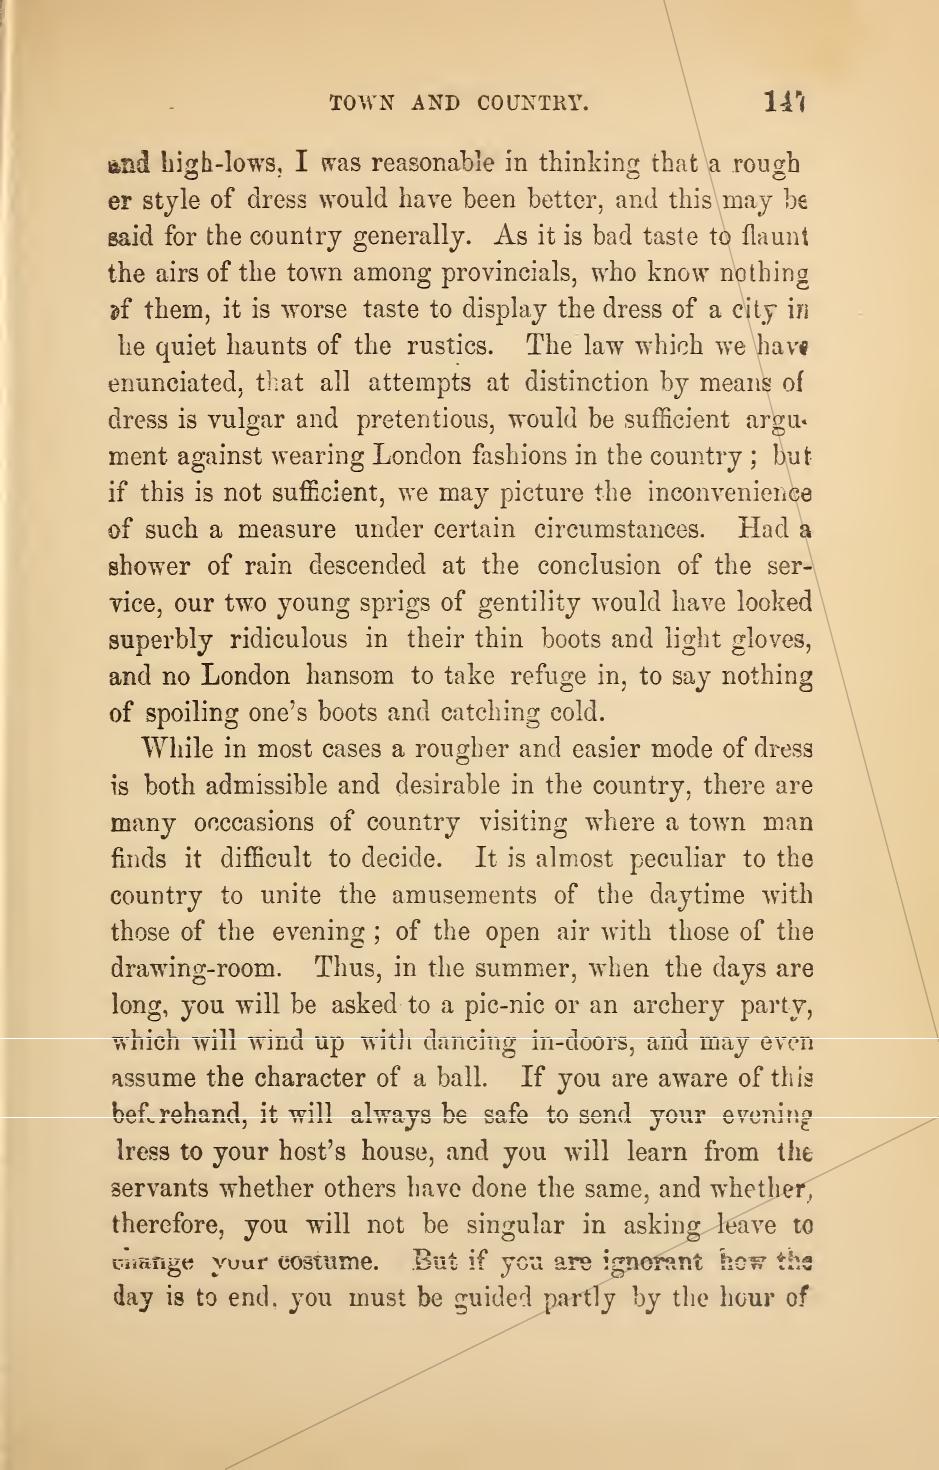 TOWN AND COUNTRY. 147
and high-lows, I was reasonable in thinking that a rough
er style of dress would have been better, and this may be
said for the country generally. As it is bad taste to flaunt
the airs of the town among provincials, who know nothing
of them, it is worse taste to display the dress of a city in
he quiet haunts of the rustics. The law which we have
enunciated, that all attempts at distinction by means of
dress is vulgar and pretentious, would be sufficient argu-
ment against wearing London fashions in the country ; but
if this is not sufficient, we may picture the inconvenience
of such a measure under certain circumstances. Had a
shower of rain descended at the conclusion of the ser-
vice, our two young sprigs of gentility would have looked
superbly ridiculous in their thin boots and light gloves,
and no London hansom to take refuge in, to say nothing
of spoiling one's boots and catching cold.
While in most cases a rougher and easier mode of dress
is both admissible and desirable in the country, there are
many occcasions of country visiting where a town man
finds it difficult to decide. It is almost peculiar to the
country to unite the amusements of the daytime with
those of the evening ; of the open air with those of the
drawing-room. Thus, in the summer, when the days are
long, you will be asked to a pic-nic or an archery party,
which will wind up with dancing in-doors, and may even
assume the character of a ball. If you are aware of this
beforehand, it will always be safe to send your evening
lress to your host's house, and you will learn from the
servants whether others have done the same, and whether,
therefore, you will not be singular in asking leave to
change your costume. But if you are ignorant how the
day is to end, you must be guided partly by the hour of